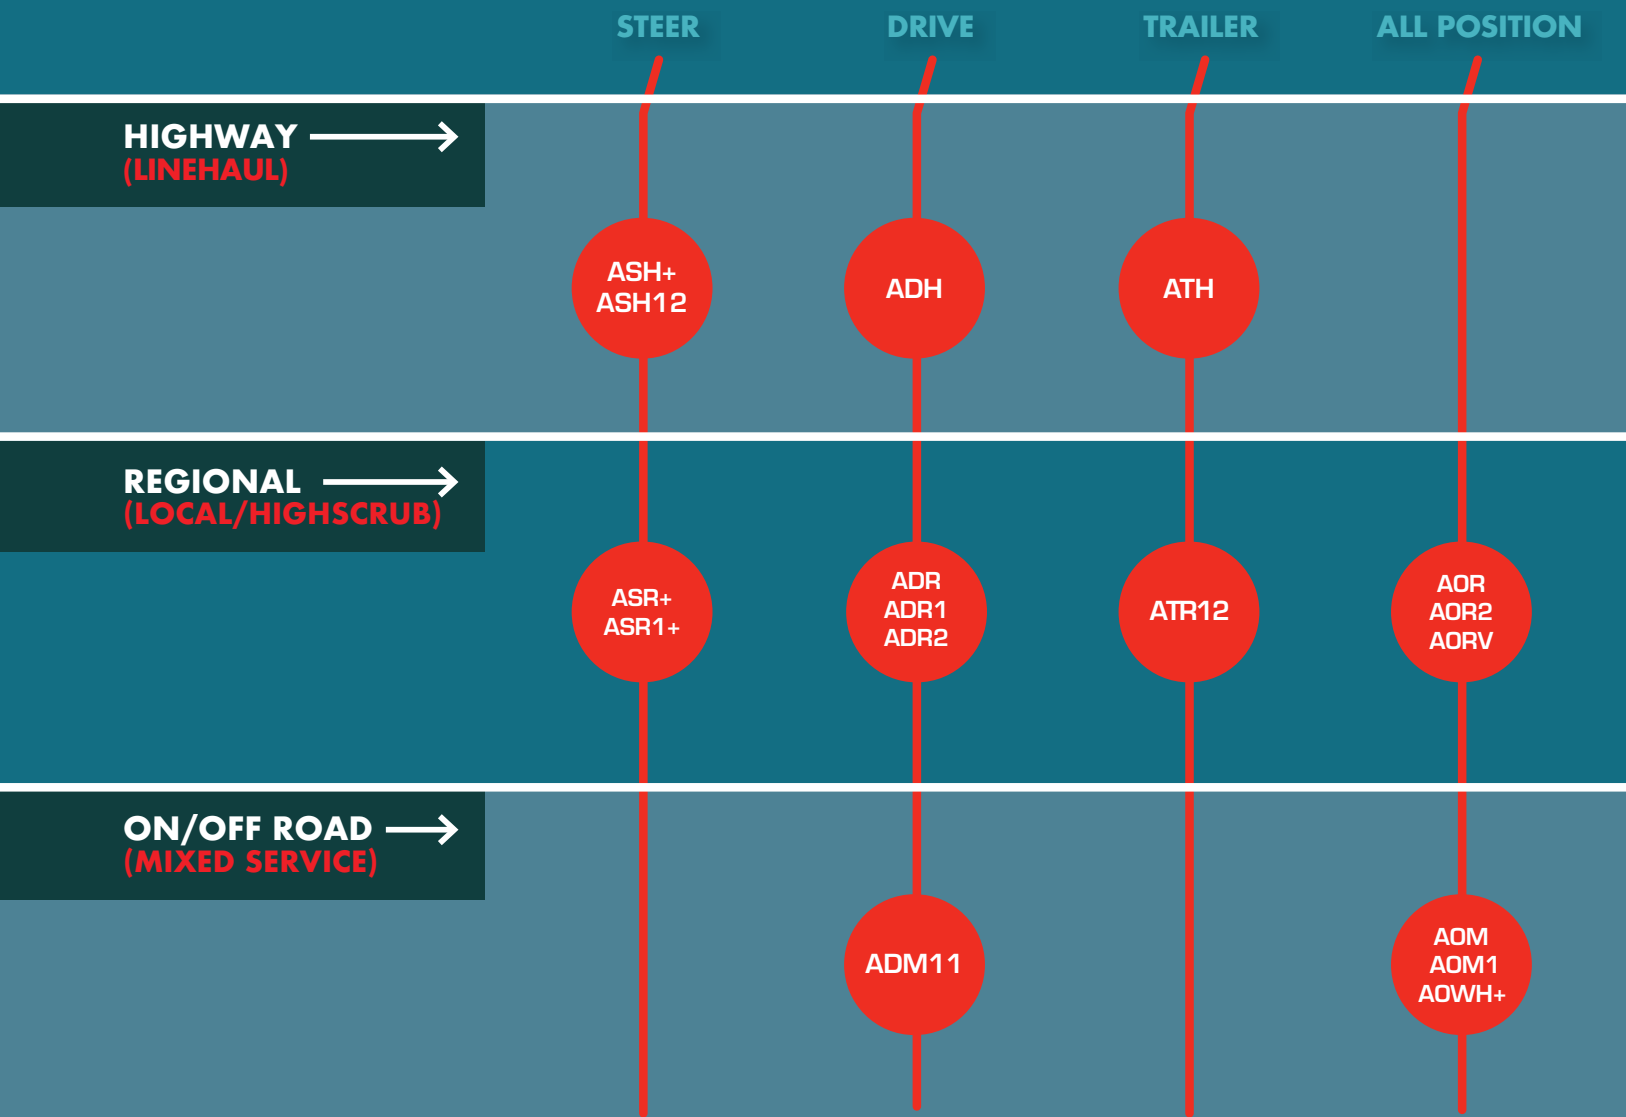 STEER
DRIVE
TRAILER
ALL POSITION
HIGHWAY
(LINEHAUL)
ASH+
ASH12
ADH
ATH
REGIONAL
(LOCAL/HIGHSCRUB)
ASR+
ASR1+
ADR
ADR1
ADR2
ATR12
AOR
AOR2
AORV
ON/OFF ROAD
(MIXED SERVICE)
ADM11
AOM
AOM1
AOWH+